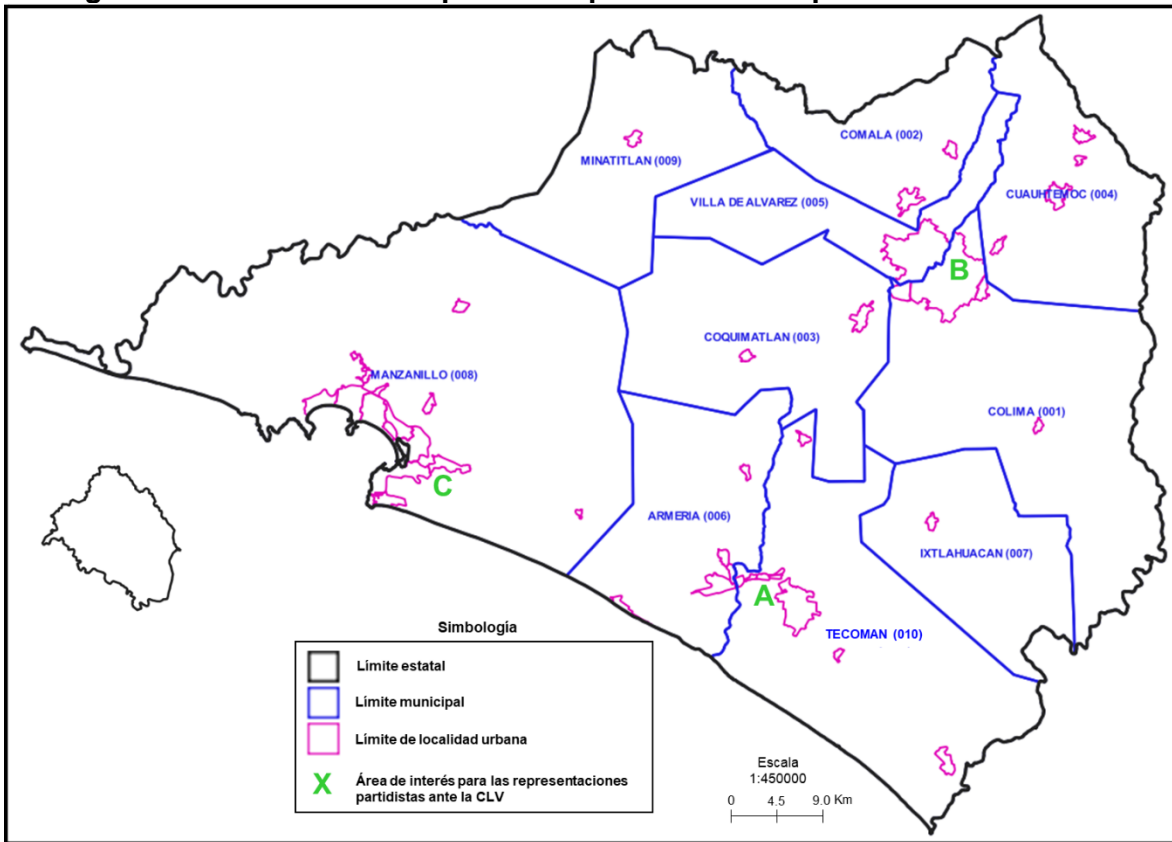 COMALA (002)
MINATITLAN (009)
CUAUHTEMOC (004)
VILLA DE ALVAREZ (005)
B
COQUIMATLAN (003)
MANZANILLO (008)
COLIMA (001)
C
ARMERIA (006)
IXTLAHUACAN (007)
A
TECOMAN (010)
Simbología
Límite estatal
Límite municipal
Límite de localidad urbana
X Área de interés para las representaciones
partidistas ante la CLV
Escala
1:450000
0 4.5 9.0 Km